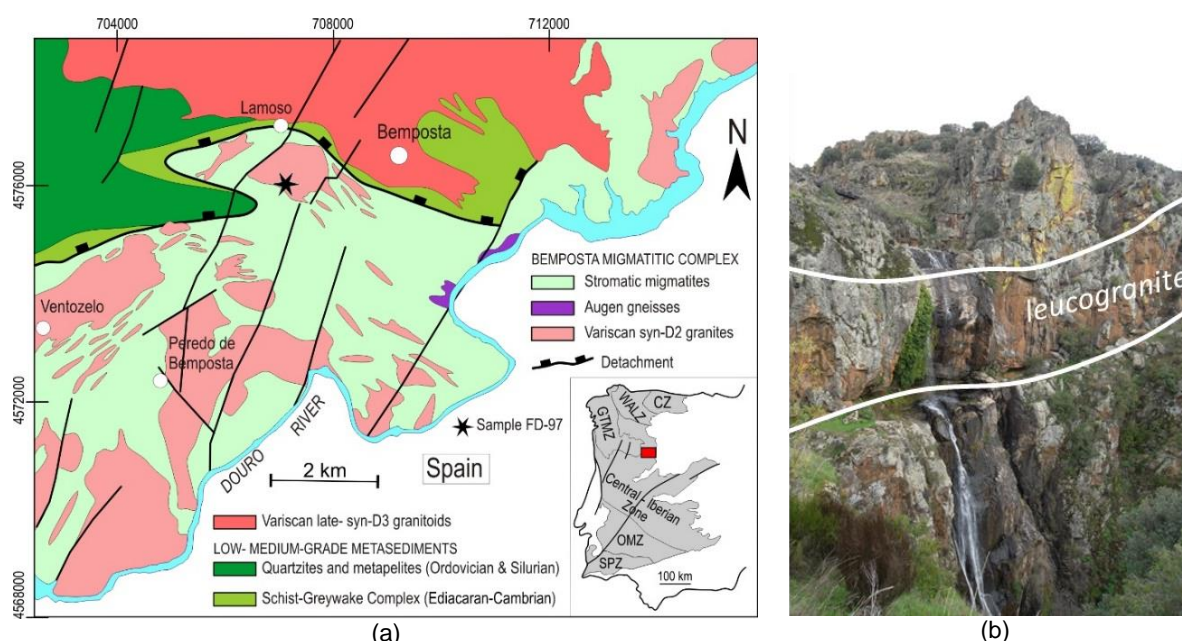 704000
708000
712000
4576000
4572000
4568000
Lamoso
Bemposta
N
Ventozelo
Peredo de
Bemposta
DOURO RIVER
2 km
Spain
BEMPOSTA MIGMATITIC COMPLEX
Stromatic migmatites
Augen gneisses
Variscan syn-D2 granites
Detachment
Sample FD-97
CZ
WALZ
GTMZ
Central - Iberian
Zone
OMZ
SPZ
100 km
Variscan late- syn-D3 granitoids
LOW- MEDIUM-GRADE METASEDIMENTS
Quartzites and metapelites (Ordovician & Silurian)
Schist-Greywake Complex (Ediacaran-Cambrian)
(a)
leucogranite
(b)